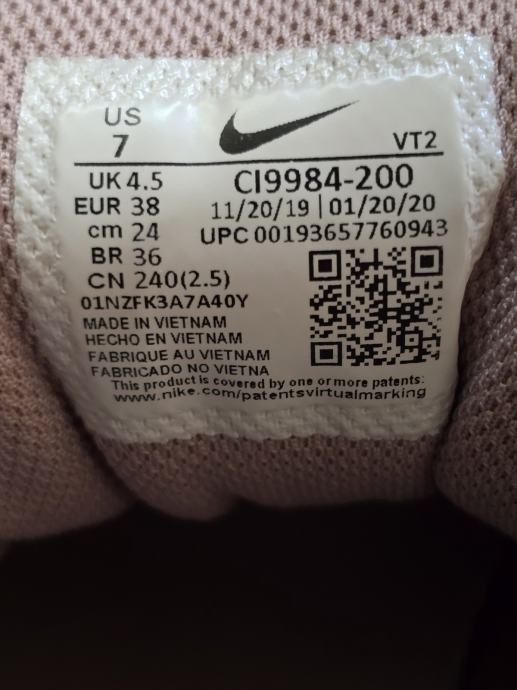 US
7
VT2
UK 4.5
CI9984-200
EUR 38
11/20/19 | 01/20/20
cm 24
UPC 00193657760943
BR 36
CN 240(2.5)
01NZFK3A7A40Y
MADE IN VIETNAM
HECHO EN VIETNAM
FABRIQUE AU VIETNAM
FABRICADO NO VIETNA
This product is covered by one or more patents:
www.nike.com/patentsvirtualmarking